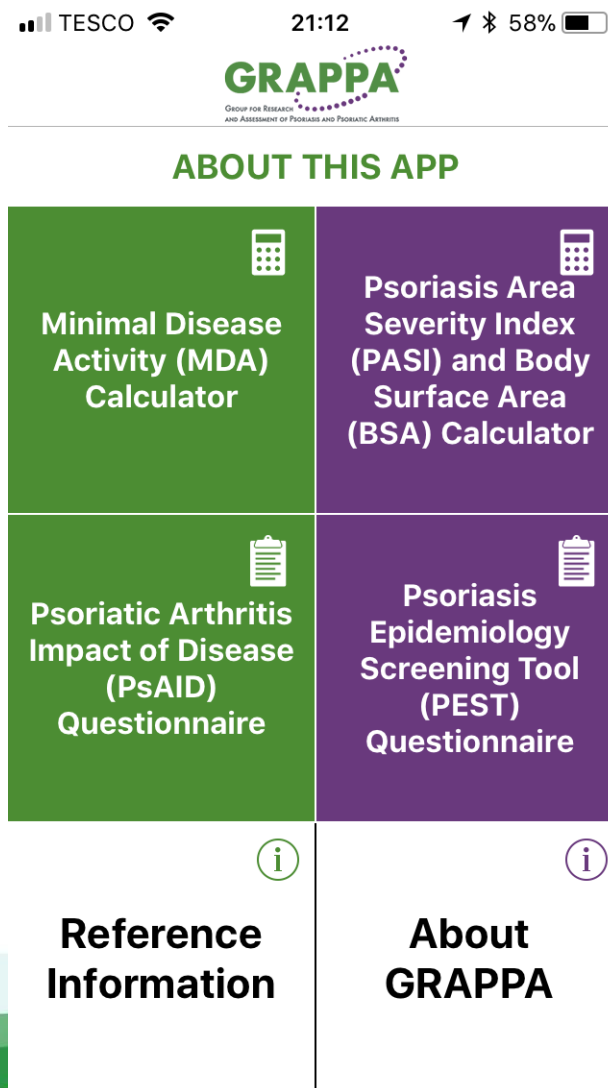 TESCO
21:12
58%
GRAPPA
GROUP FOR RESEARCH
AND ASSESSMENT OF PSORIASIS AND PSORIATIC ARTHRITIS
ABOUT THIS APP
Minimal Disease
Activity (MDA)
Calculator
Psoriasis Area
Severity Index
(PASI) and Body
Surface Area
(BSA) Calculator
Psoriatic Arthritis
Impact of Disease
(PsAID)
Questionnaire
Psoriasis
Epidemiology
Screening Tool
(PEST)
Questionnaire
i
Reference
Information
i
About
GRAPPA